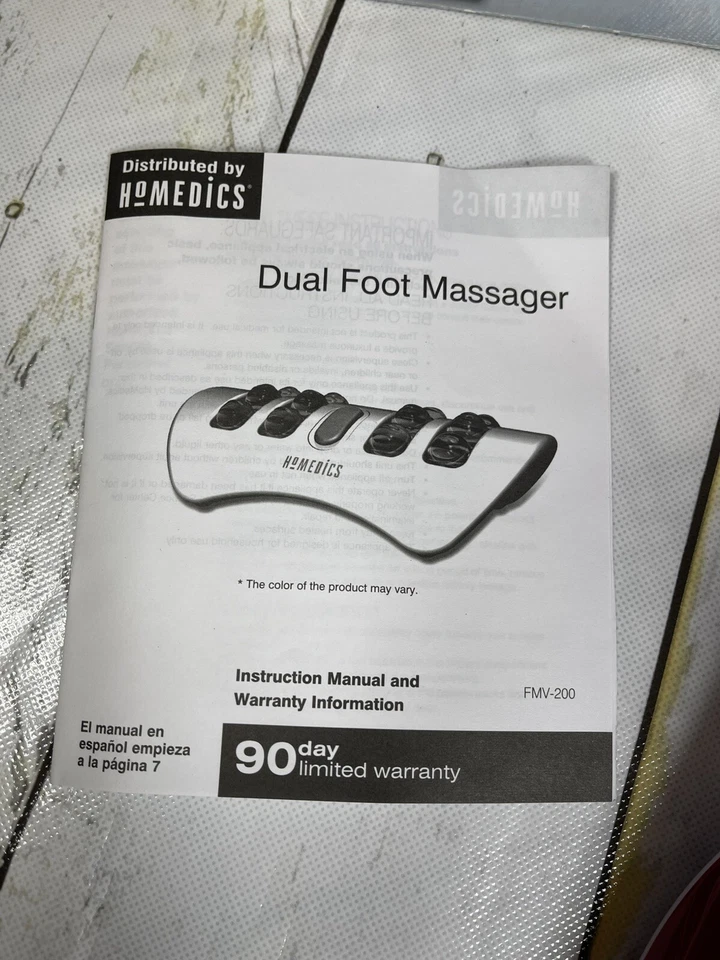 Distributed by
HOMEDICS®
Dual Foot Massager
HOMEDICS
* The color of the product may vary.
Instruction Manual and
Warranty Information
FMV-200
El manual en
español empieza
a la página 7
90 day
limited warranty